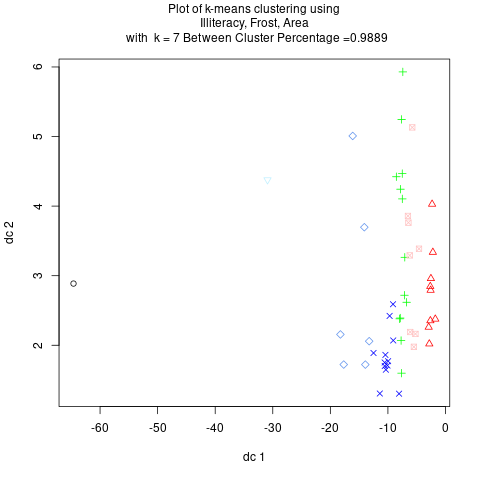 Plot of k-means clustering using
Illiteracy, Frost, Area
with  k = 7 Between Cluster Percentage =0.9889
6
5
4
3
2
dc 2
-60
-50
-40
-30
-20
-10
0
dc 1